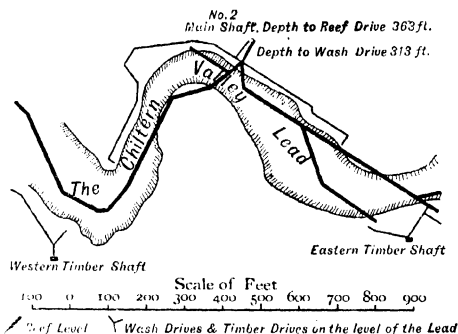 No. 2
Main Shaft. Depth to Reef Drive 363 ft.
Depth to Wash Drive 313 ft.
The Chiltern Valley Lead
Western Timber Shaft
Eastern Timber Shaft
Scale of Feet
100 0 100 200 300 400 500 600 700 800 900
Reef Level Wash Drives & Timber Drives on the level of the Lead